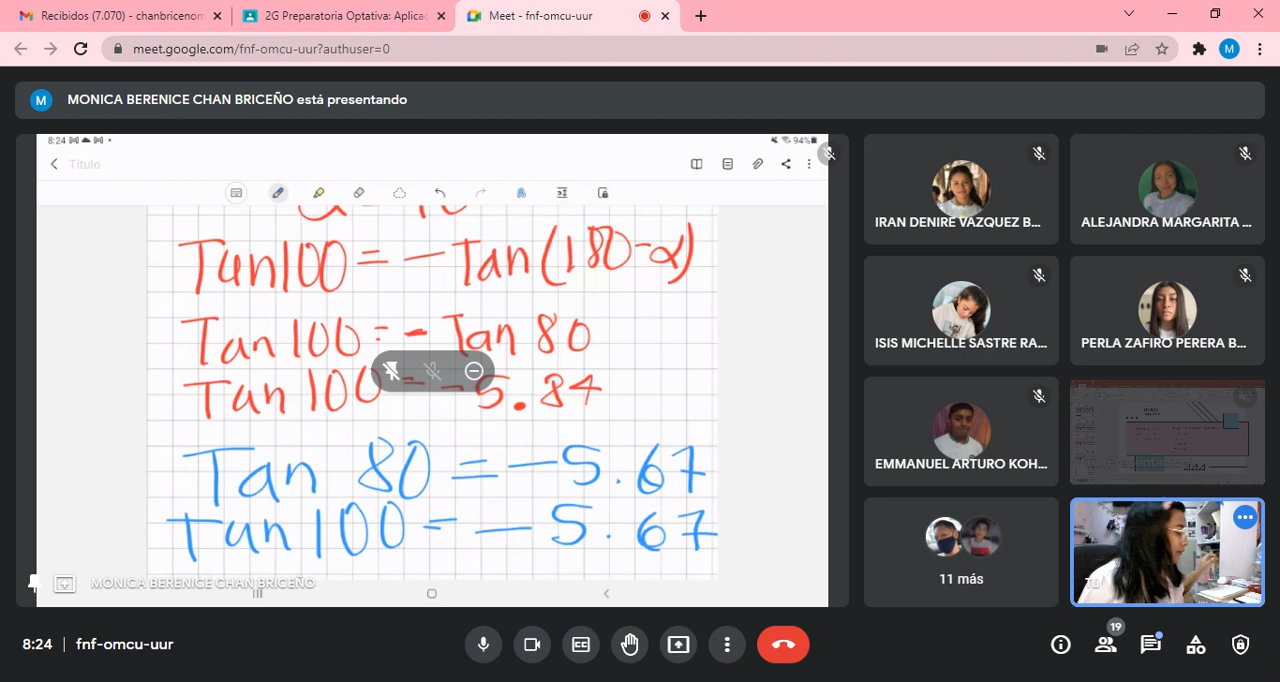 Recibidos (7.070) - chanbricenom
2G Preparatoria Optativa: Aplicac
Meet - fnf-omcu-uur
meet.google.com/fnf-omcu-uur?authuser=0
M
M MONICA BERENICE CHAN BRICEÑO está presentando
8:24
94%
Título
Tan100 = -Tan(180-α)
Tan 100 = - Tan 80
Tan 100 = -5.84
Tan 80 = -5.67
Tan100 = -5.67
MONICA BERENICE CHAN BRICEÑO
IRAN DENIRE VAZQUEZ B...
ALEJANDRA MARGARITA ...
ISIS MICHELLE SASTRE RA...
PERLA ZAFIRO PERERA B...
EMMANUEL ARTURO KOH...
11 más
Tú
8:24 | fnf-omcu-uur
19